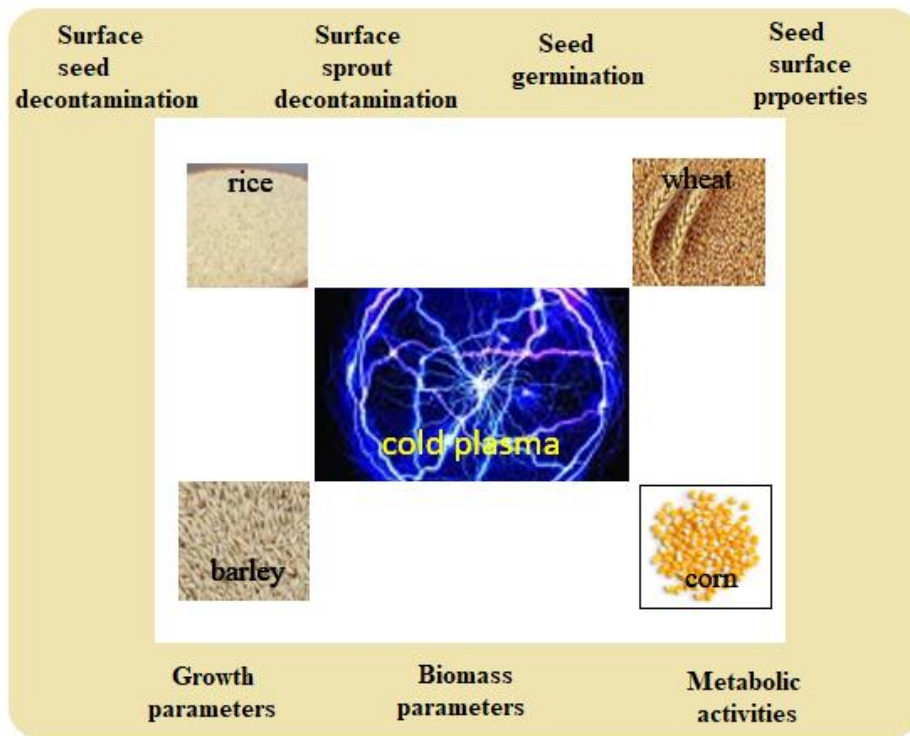 Surface
seed
decontamination
Surface
sprout
decontamination
Seed
germination
Seed
surface
prpoerties
rice
wheat
cold plasma
barley
corn
Growth
parameters
Biomass
parameters
Metabolic
activities